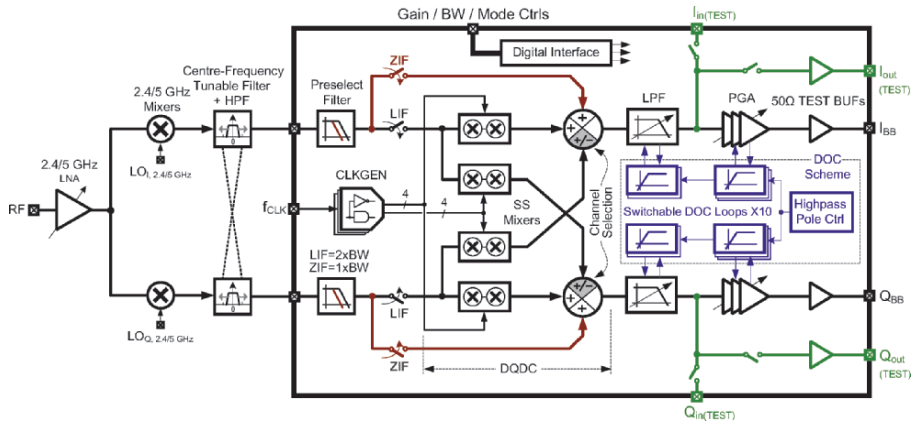 Gain / BW / Mode Ctrls
Iin(TEST)
Digital Interface
Centre-Frequency
Tunable Filter
+ HPF
2.4/5 GHz
Mixers
Preselect
Filter
ZIF
LIF
LPF
PGA
50Ω TEST BUFs
Iout
(TEST)
IBB
0
LOI, 2.4/5 GHz
2.4/5 GHz
LNA
RF
CLKGEN
fCLK
4
4
SS
Mixers
Channel
Selection
+
+
+/-
DOC
Scheme
Switchable DOC Loops X10
Highpass
Pole Ctrl
LIF=2xBW
ZIF=1xBW
LIF
ZIF
+/-
+
+
0
LOQ, 2.4/5 GHz
DQDC
QBB
Qout
(TEST)
Qin(TEST)